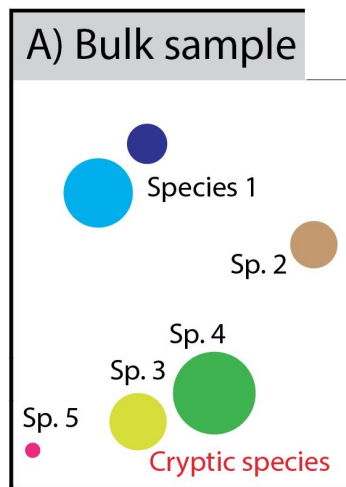 A) Bulk sample
Species 1
Sp. 2
Sp. 4
Sp. 3
Sp. 5
Cryptic species